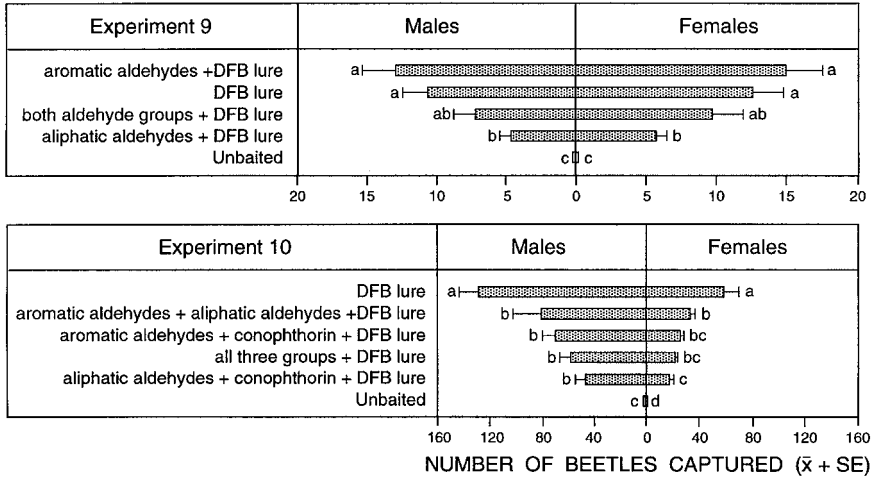 Experiment 9 Males Females
aromatic aldehydes +DFB lure a a
DFB lure a a
both aldehyde groups + DFB lure ab ab
aliphatic aldehydes + DFB lure b b
Unbaited c c
20 15 10 5 0 5 10 15 20
Experiment 10 Males Females
DFB lure a a
aromatic aldehydes + aliphatic aldehydes +DFB lure b b
aromatic aldehydes + conophthorin + DFB lure b bc
all three groups + DFB lure b bc
aliphatic aldehydes + conophthorin + DFB lure b c
Unbaited c d
160 120 80 40 0 40 80 120 160
NUMBER OF BEETLES CAPTURED (x̄ + SE)